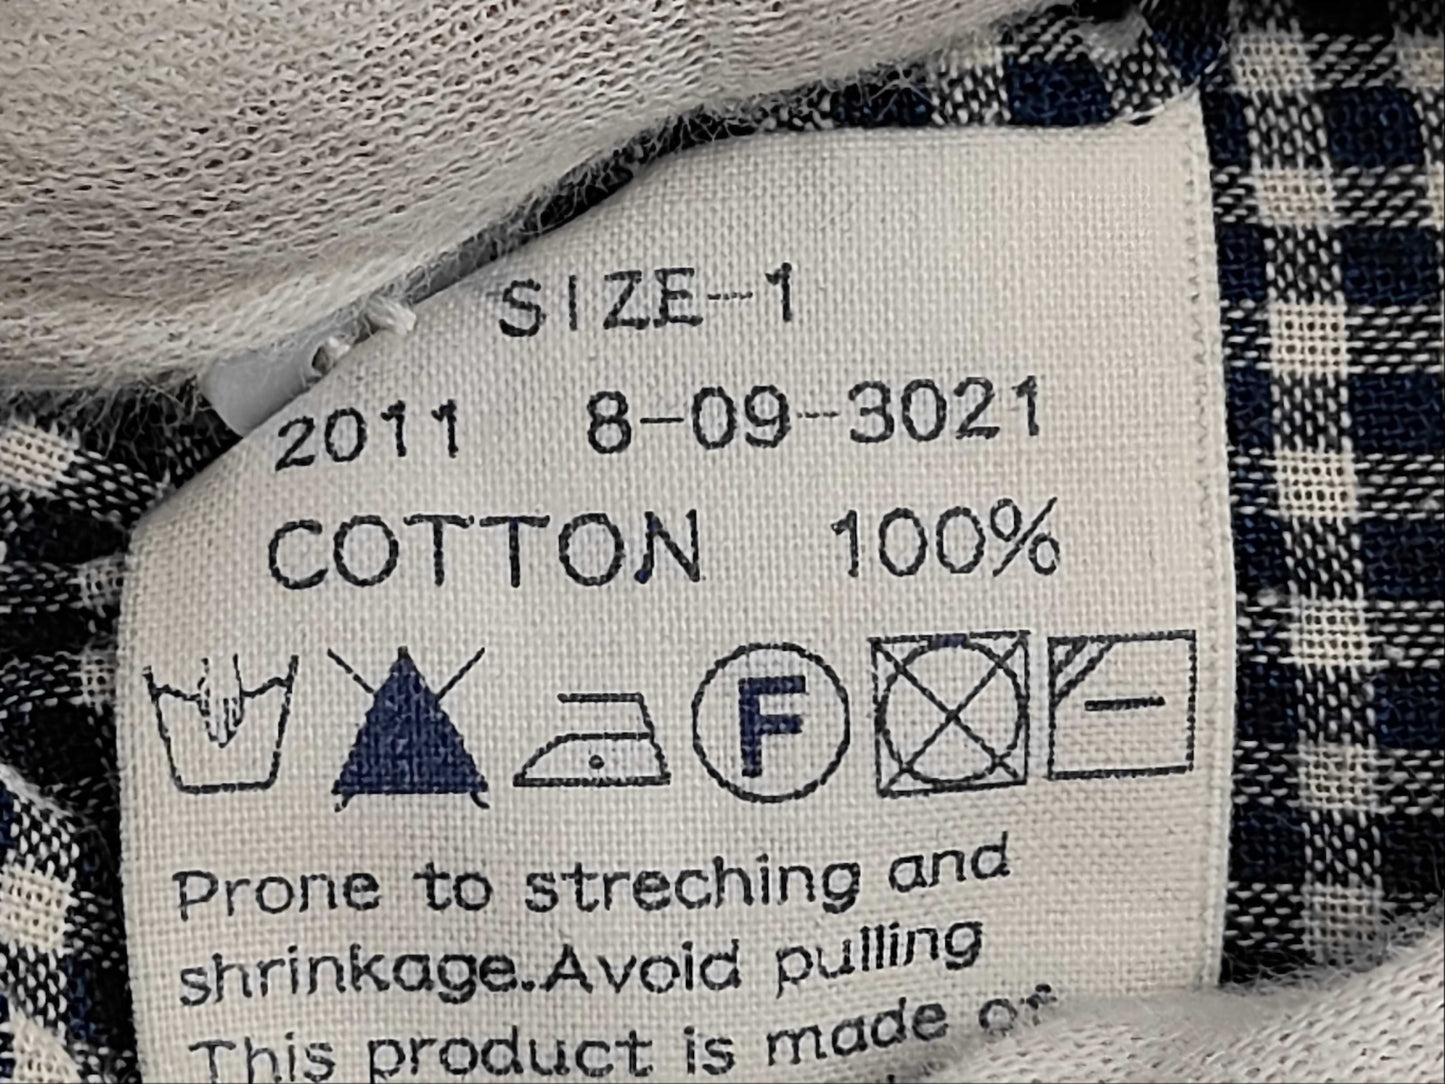 SIZE-1
2011 8-09-3021
COTTON 100%
F
Prone to streching and
shrinkage.Avoid pulling
This product is made of